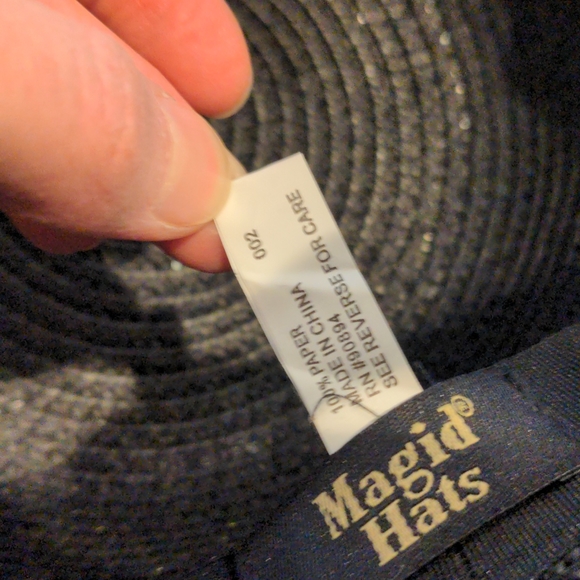 100% PAPER
MADE IN CHINA
RN #90894
SEE REVERSE FOR CARE
002
Magid®
Hats